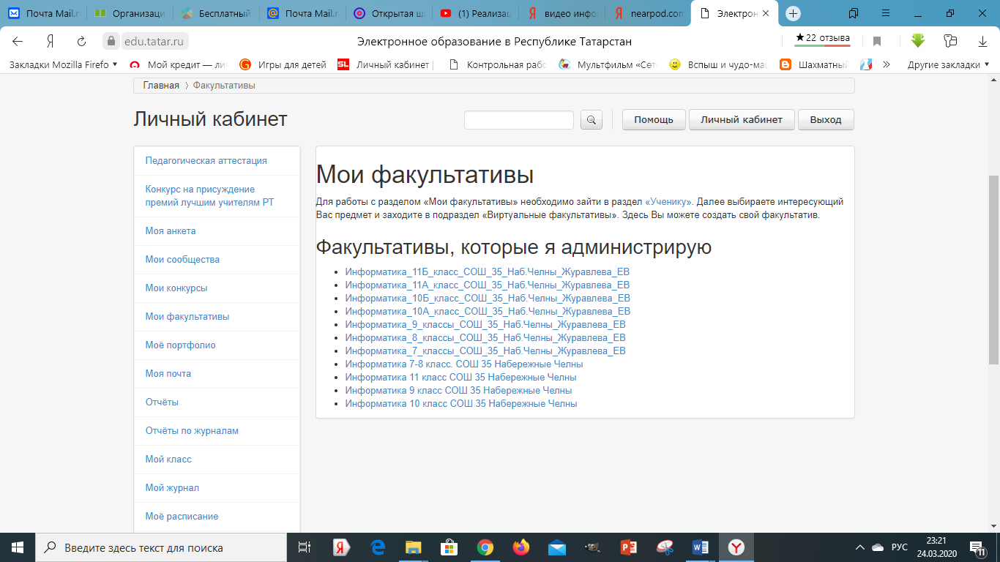 Почта Mail.r
Организаци
Бесплатный
Почта Mail.r
Открытая ш
(1) Реализац
видео инфо
nearpod.com
Электрон
edu.tatar.ru
Электронное образование в Республике Татарстан
★22 отзыва
Закладки Mozilla Firefo
Мой кредит — ли
Игры для детей
SL Личный кабинет |
Контрольная раб
Мультфильм «Сет
Вспыш и чудо-ма
Шахматный
Другие закладки
Главная 〉 Факультативы
Личный кабинет
Помощь
Личный кабинет
Выход
Педагогическая аттестация
Конкурс на присуждение
премий лучшим учителям РТ
Моя анкета
Мои сообщества
Мои конкурсы
Мои факультативы
Моё портфолио
Моя почта
Отчёты
Отчёты по журналам
Мой класс
Мой журнал
Моё расписание
Мои факультативы
Для работы с разделом «Мои факультативы» необходимо зайти в раздел «Ученику». Далее выбираете интересующий
Вас предмет и заходите в подраздел «Виртуальные факультативы». Здесь Вы можете создать свой факультатив.
Факультативы, которые я администрирую
• Информатика_11Б_класс_СОШ_35_Наб.Челны_Журавлева_ЕВ
• Информатика_11А_класс_СОШ_35_Наб.Челны_Журавлева_ЕВ
• Информатика_10Б_класс_СОШ_35_Наб.Челны_Журавлева_ЕВ
• Информатика_10А_класс_СОШ_35_Наб.Челны_Журавлева_ЕВ
• Информатика_9_классы_СОШ_35_Наб.Челны_Журавлева_ЕВ
• Информатика_8_классы_СОШ_35_Наб.Челны_Журавлева_ЕВ
• Информатика_7_классы_СОШ_35_Наб.Челны_Журавлева_ЕВ
• Информатика 7-8 класс. СОШ 35 Набережные Челны
• Информатика 11 класс СОШ 35 Набережные Челны
• Информатика 9 класс СОШ 35 Набережные Челны
• Информатика 10 класс СОШ 35 Набережные Челны
Введите здесь текст для поиска
РУС
23:21
24.03.2020
11